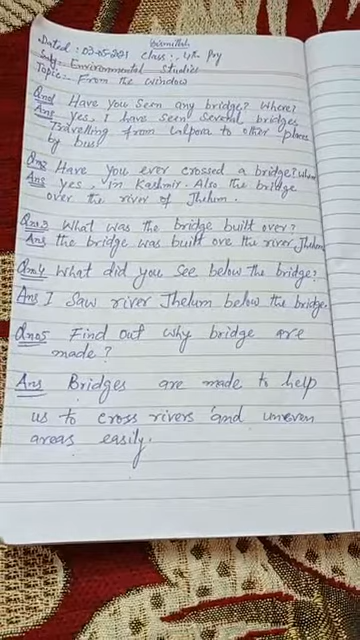 Bismillah
Dated: 03-05-2021 Class: 4th Pry
Sub:- Environmental Studies
Topic:- From the window
Qno1 Have you seen any bridge? Where?
Ans yes, I have seen several bridges
Travelling from Uulpora to other places
by bus.
Qno2 Have you ever crossed a bridge? Where
Ans yes, in Kashmir. Also the bridge
over the river of Jhelum.
Qno3 What was the bridge built over?
Ans the bridge was built ove the river Jhelum
Qno4 What did you see below the bridge?
Ans I Saw river Jhelum below the bridge.
Qno5 Find out why bridge are
made?
Ans Bridges are made to help
us to cross rivers and uneven
areas easily.